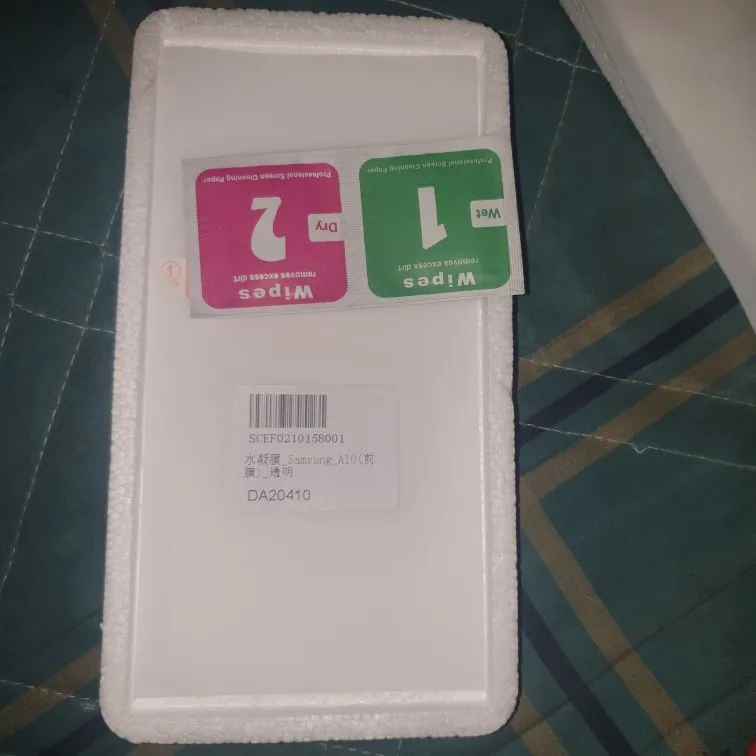 Professional Screen Cleaning Paper
1
Wet
removes excess dirt
Wipes
Professional Screen Cleaning Paper
2
Dry
removes excess dirt
Wipes
①
SCEF0210158001
水凝膜_Samsung_A10(前
膜)_透明
DA20410